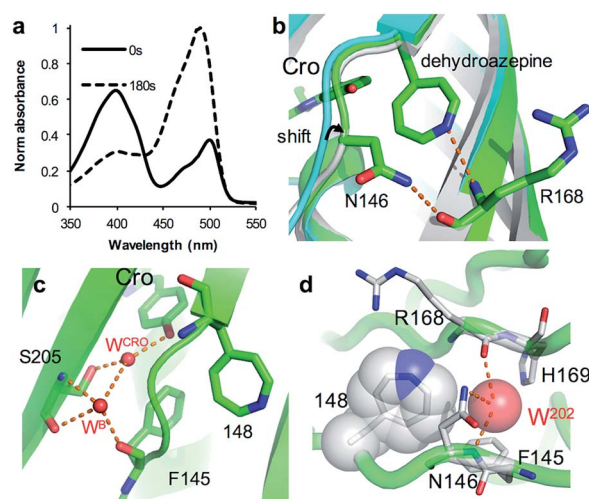 a
0s
180s
Norm absorbance
1
0.8
0.6
0.4
0.2
0
350 400 450 500 550
Wavelength (nm)
b
dehydroazepine
Cro
shift
N146
R168
c
Cro
S205
W^CRO
W^B
148
F145
d
R168
H169
148
W^202
N146
F145